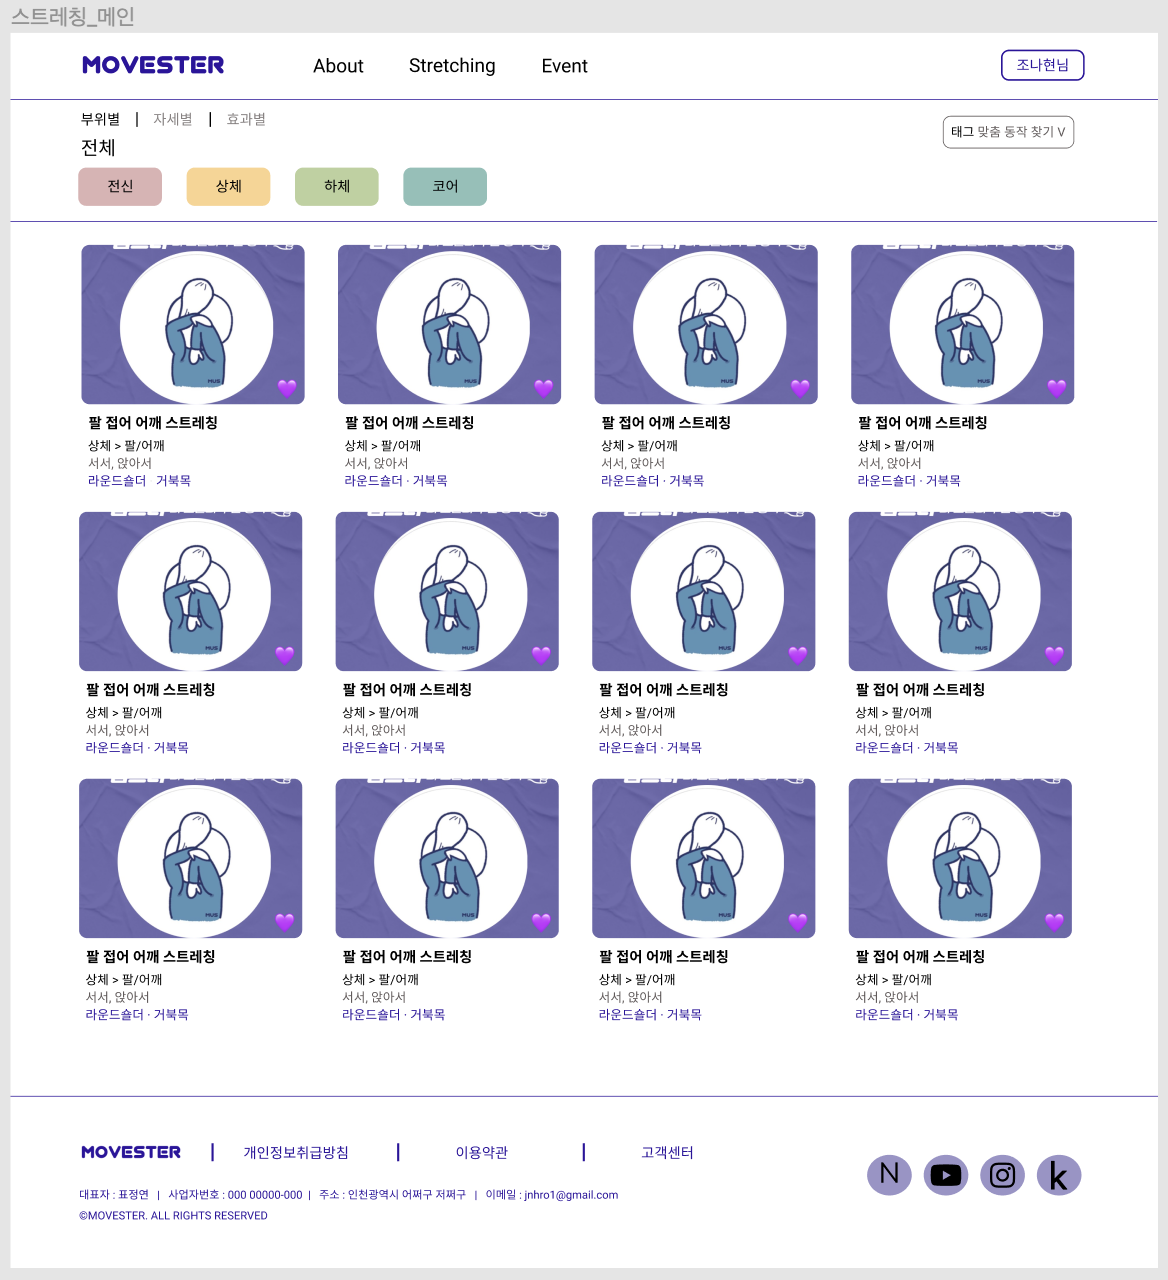 스트레칭_메인
MOVESTER About Stretching Event 조나현님
부위별 | 자세별 | 효과별
태그 맞춤 동작 찾기 V
전체
전신 상체 하체 코어
MUS MUS MUS MUS
팔 접어 어깨 스트레칭 팔 접어 어깨 스트레칭 팔 접어 어깨 스트레칭 팔 접어 어깨 스트레칭
상체 > 팔/어깨 상체 > 팔/어깨 상체 > 팔/어깨 상체 > 팔/어깨
서서, 앉아서 서서, 앉아서 서서, 앉아서 서서, 앉아서
라운드숄더 거북목 라운드숄더 · 거북목 라운드숄더 · 거북목 라운드숄더 · 거북목
MUS MUS MUS MUS
팔 접어 어깨 스트레칭 팔 접어 어깨 스트레칭 팔 접어 어깨 스트레칭 팔 접어 어깨 스트레칭
상체 > 팔/어깨 상체 > 팔/어깨 상체 > 팔/어깨 상체 > 팔/어깨
서서, 앉아서 서서, 앉아서 서서, 앉아서 서서, 앉아서
라운드숄더 · 거북목 라운드숄더 · 거북목 라운드숄더 · 거북목 라운드숄더 · 거북목
MUS MUS MUS MUS
팔 접어 어깨 스트레칭 팔 접어 어깨 스트레칭 팔 접어 어깨 스트레칭 팔 접어 어깨 스트레칭
상체 > 팔/어깨 상체 > 팔/어깨 상체 > 팔/어깨 상체 > 팔/어깨
서서, 앉아서 서서, 앉아서 서서, 앉아서 서서, 앉아서
라운드숄더 · 거북목 라운드숄더 · 거북목 라운드숄더 · 거북목 라운드숄더 · 거북목
MOVESTER | 개인정보취급방침 | 이용약관 | 고객센터
N k
대표자 : 표정연 | 사업자번호 : 000 00000-000 | 주소 : 인천광역시 어쩌구 저쩌구 | 이메일 : jnhro1@gmail.com
©MOVESTER. ALL RIGHTS RESERVED